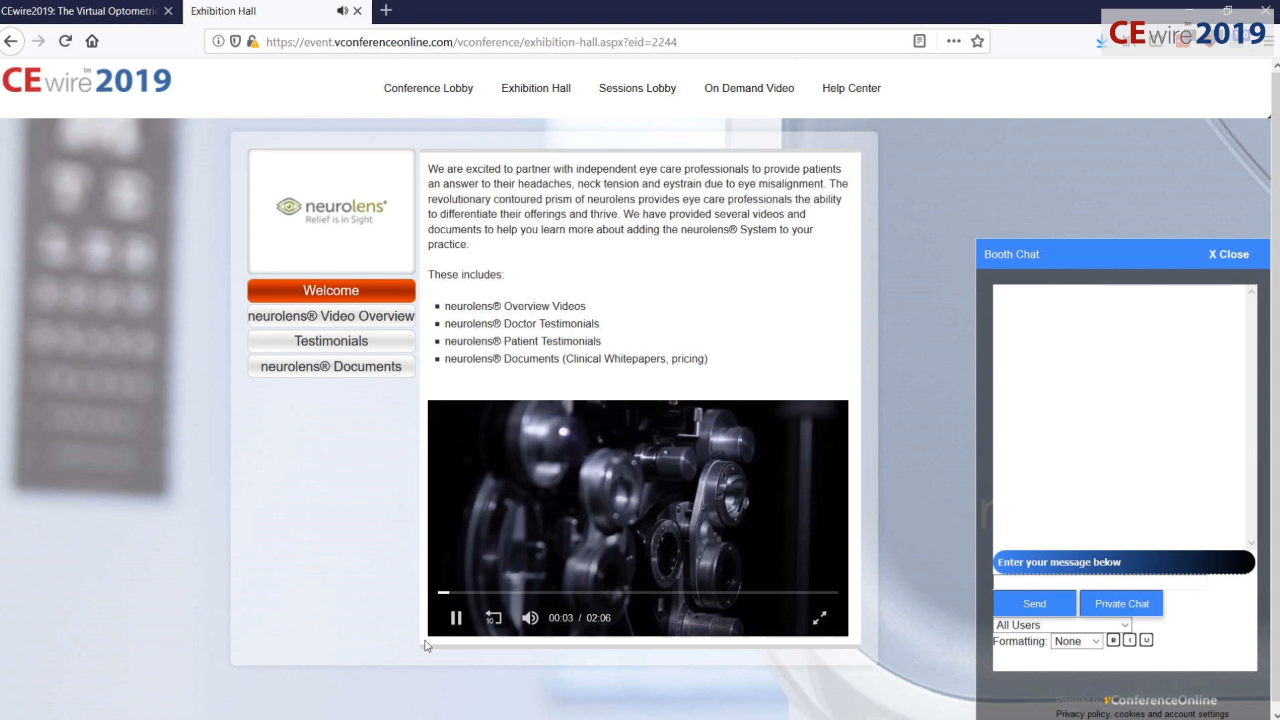 CEwire2019: The Virtual Optometric
Exhibition Hall
https://event.vconferenceonline.com/vconference/exhibition-hall.aspx?eid=2244
CEwire™2019
CEwire™2019
Conference Lobby Exhibition Hall Sessions Lobby On Demand Video Help Center
neurolens®
Relief is in Sight
Welcome
neurolens® Video Overview
Testimonials
neurolens® Documents
We are excited to partner with independent eye care professionals to provide patients
an answer to their headaches, neck tension and eystrain due to eye misalignment. The
revolutionary contoured prism of neurolens provides eye care professionals the ability
to differentiate their offerings and thrive. We have provided several videos and
documents to help you learn more about adding the neurolens® System to your
practice.
These includes:
neurolens® Overview Videos
neurolens® Doctor Testimonials
neurolens® Patient Testimonials
neurolens® Documents (Clinical Whitepapers, pricing)
10
00:03 / 02:06
Booth Chat X Close
Enter your message below
Send Private Chat
All Users
Formatting: None B I U
vConferenceOnline
Privacy policy, cookies and account settings